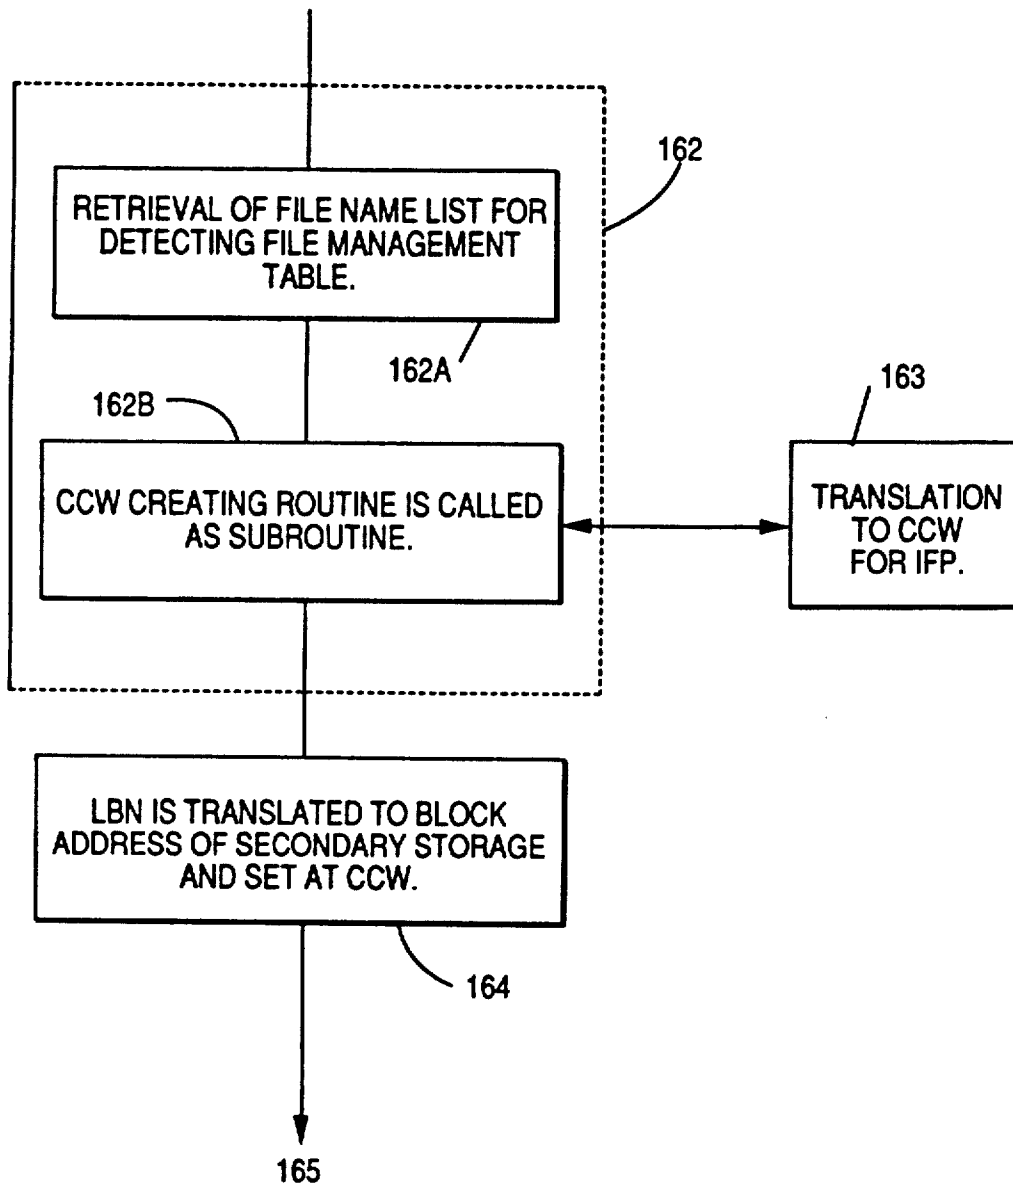 162
RETRIEVAL OF FILE NAME LIST FOR
DETECTING FILE MANAGEMENT
TABLE.
162A
162B
163
CCW CREATING ROUTINE IS CALLED
AS SUBROUTINE.
TRANSLATION
TO CCW
FOR IFP.
LBN IS TRANSLATED TO BLOCK
ADDRESS OF SECONDARY STORAGE
AND SET AT CCW.
164
165